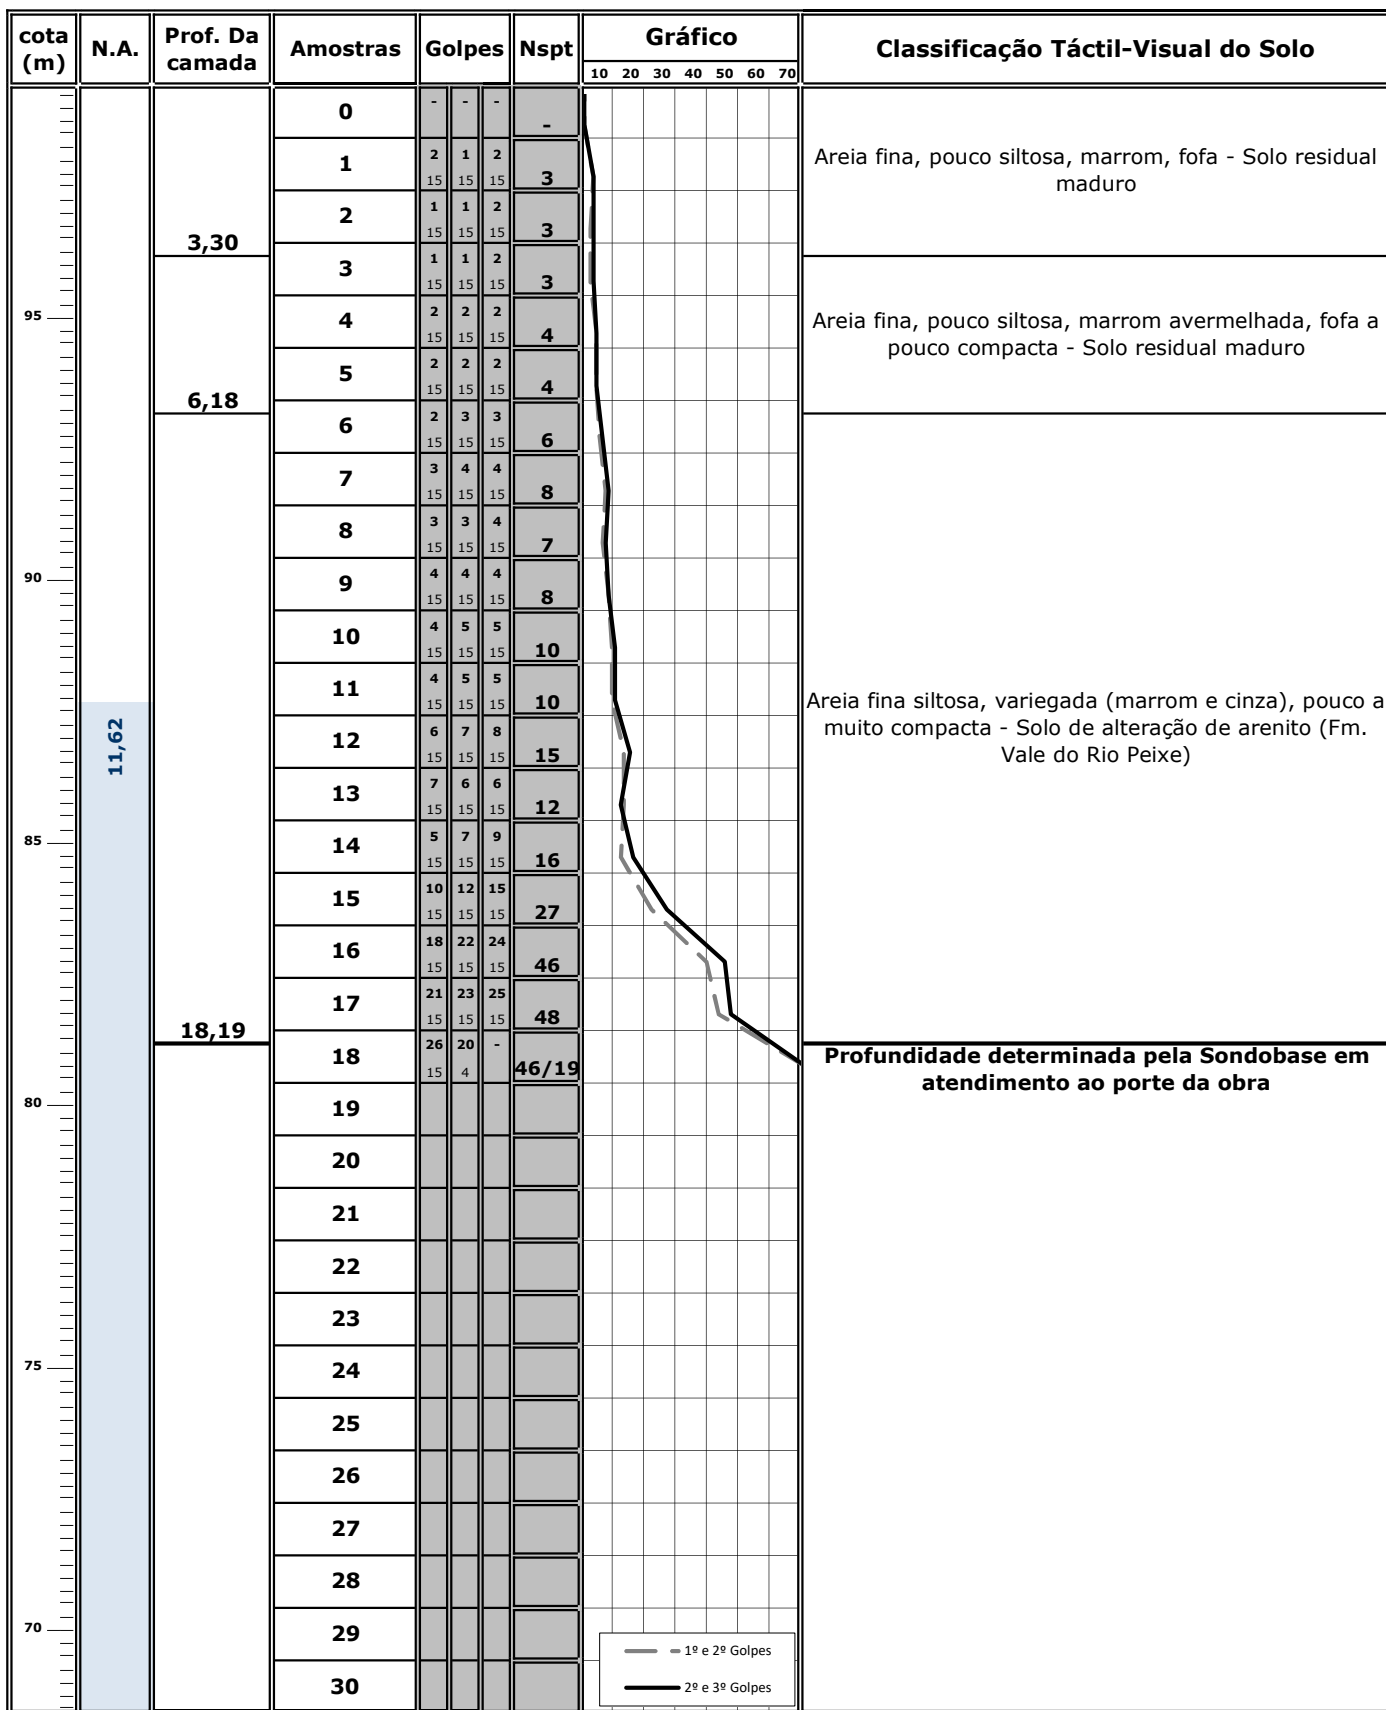 cota (m) N.A. Prof. Da camada Amostras Golpes Nspt Gráfico Classificação Táctil-Visual do Solo
10 20 30 40 50 60 70
0 - - - -
1 2 1 2
15 15 15 3
Areia fina, pouco siltosa, marrom, fofa - Solo residual
maduro
2 1 1 2
15 15 15 3
3,30
3 1 1 2
15 15 15 3
95
4 2 2 2
15 15 15 4
Areia fina, pouco siltosa, marrom avermelhada, fofa a
pouco compacta - Solo residual maduro
5 2 2 2
15 15 15 4
6,18
6 2 3 3
15 15 15 6
7 3 4 4
15 15 15 8
8 3 3 4
15 15 15 7
90
9 4 4 4
15 15 15 8
10 4 5 5
15 15 15 10
11 4 5 5
15 15 15 10
11,62
Areia fina siltosa, variegada (marrom e cinza), pouco a
muito compacta - Solo de alteração de arenito (Fm.
Vale do Rio Peixe)
12 6 7 8
15 15 15 15
13 7 6 6
15 15 15 12
85
14 5 7 9
15 15 15 16
15 10 12 15
15 15 15 27
16 18 22 24
15 15 15 46
17 21 23 25
15 15 15 48
18,19
18 26 20 -
15 4 46/19
Profundidade determinada pela Sondobase em
atendimento ao porte da obra
80
19
20
21
22
23
75
24
25
26
27
28
70
29
1º e 2º Golpes
30
2º e 3º Golpes